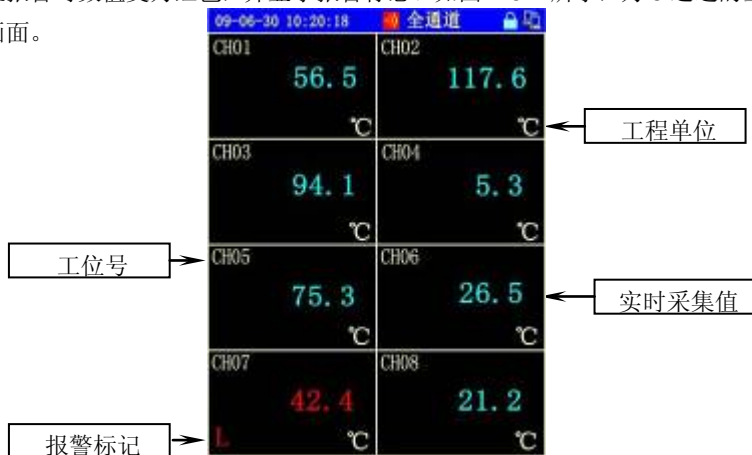 画面。
09-06-30 10:20:18 全通道
CH01
56.5
℃
CH02
117.6
℃
工程单位
CH03
94.1
℃
CH04
5.3
℃
工位号
CH05
75.3
℃
CH06
26.5
℃
实时采集值
CH07
42.4
L
℃
CH08
21.2
℃
报警标记